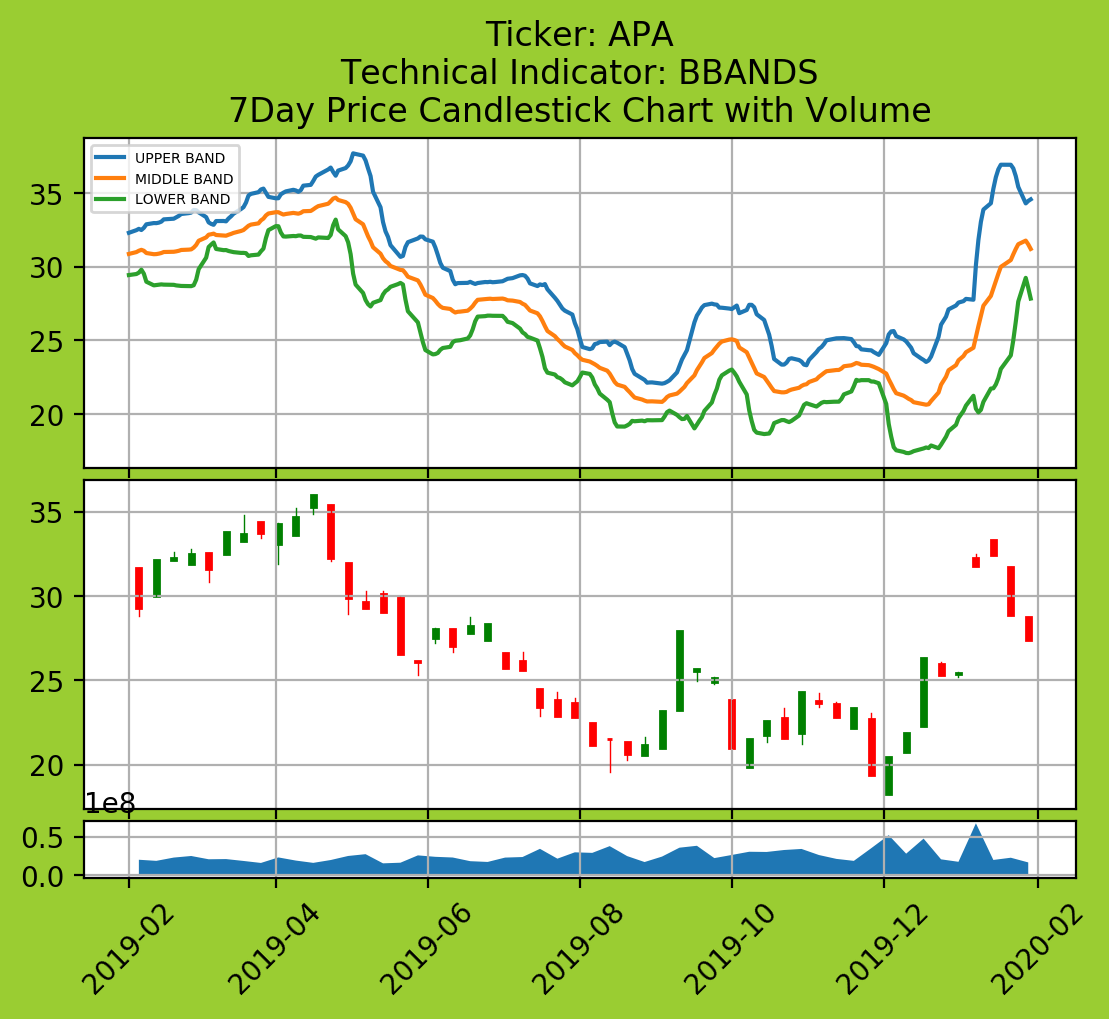 Ticker: APA
Technical Indicator: BBANDS
7Day Price Candlestick Chart with Volume
UPPER BAND
MIDDLE BAND
LOWER BAND
35
30
25
20
35
30
25
20
1e8
0.5
0.0
2019-02
2019-04
2019-06
2019-08
2019-10
2019-12
2020-02